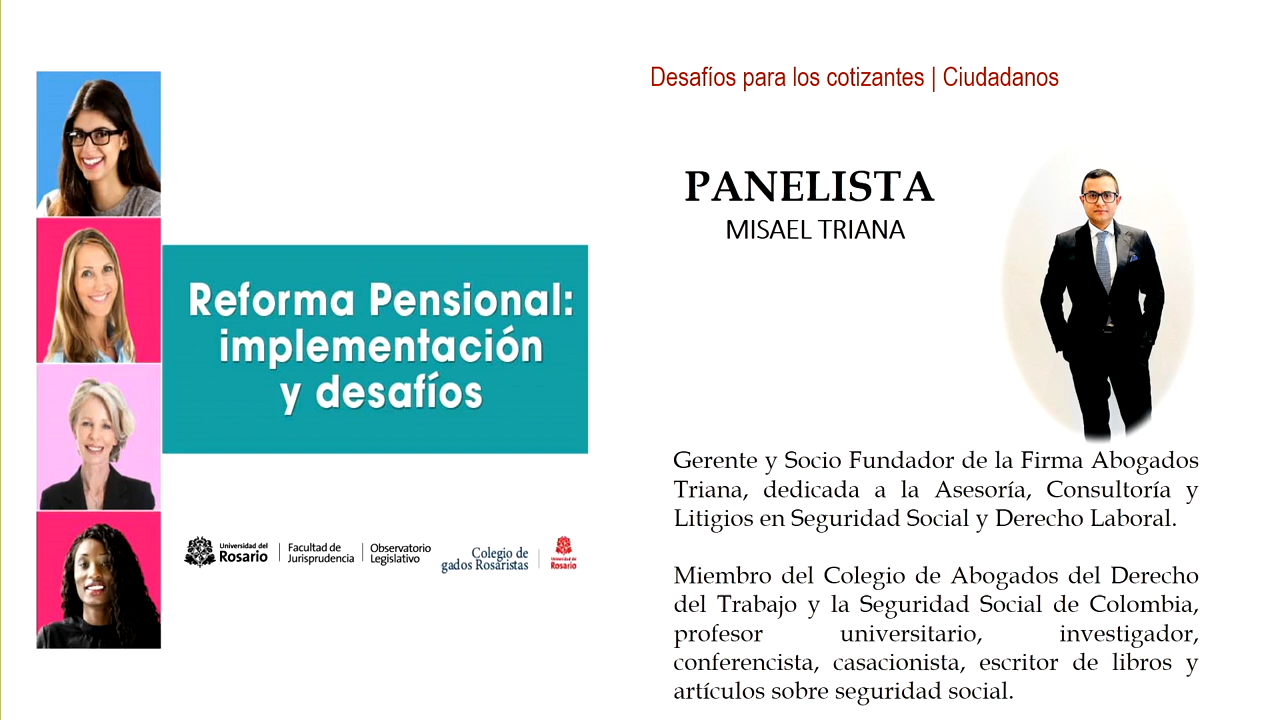 Desafíos para los cotizantes | Ciudadanos
PANELISTA
MISAEL TRIANA
Reforma Pensional:
implementación
y desafíos
Gerente y Socio Fundador de la Firma Abogados
Triana, dedicada a la Asesoría, Consultoría y
Litigios en Seguridad Social y Derecho Laboral.
Miembro del Colegio de Abogados del Derecho
del Trabajo y la Seguridad Social de Colombia,
profesor universitario, investigador,
conferencista, casacionista, escritor de libros y
artículos sobre seguridad social.
Universidad del
Rosario
Facultad de
Jurisprudencia
Observatorio
Legislativo
Colegio de
gados Rosaristas
Universidad del
Rosario